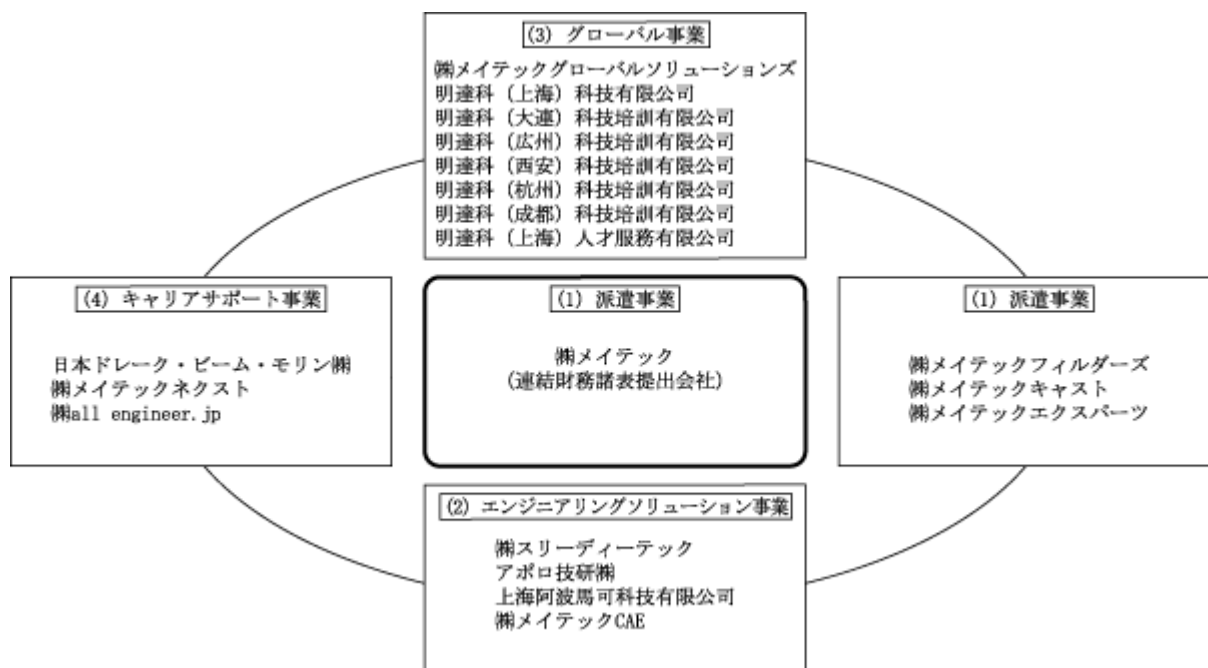 (3) グローバル事業
㈱メイテックグローバルソリューションズ
明達科（上海）科技有限公司
明達科（大連）科技培訓有限公司
明達科（広州）科技培訓有限公司
明達科（西安）科技培訓有限公司
明達科（杭州）科技培訓有限公司
明達科（成都）科技培訓有限公司
明達科（上海）人才服務有限公司
(4) キャリアサポート事業
日本ドレーク・ビーム・モリン㈱
㈱メイテックネクスト
㈱all engineer.jp
(1) 派遣事業
㈱メイテック
(連結財務諸表提出会社)
(1) 派遣事業
㈱メイテックフィルダーズ
㈱メイテックキャスト
㈱メイテックエクスパーツ
(2) エンジニアリングソリューション事業
㈱スリーディーテック
アポロ技研㈱
上海阿波馬可科技有限公司
㈱メイテックCAE